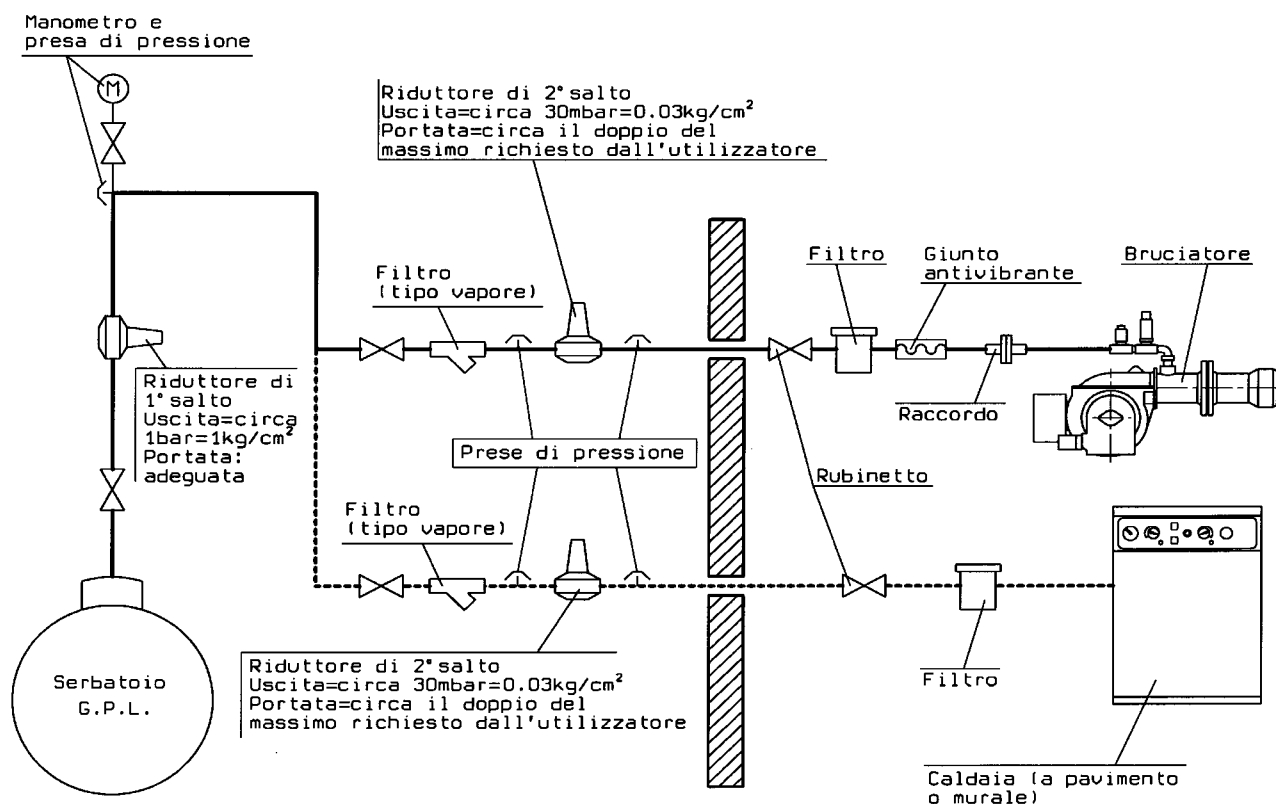 Manometro e
presa di pressione
M
Riduttore di 2° salto
Uscita=circa 30mbar=0.03kg/cm²
Portata=circa il doppio del
massimo richiesto dall'utilizzatore
Filtro
(tipo vapore)
Filtro
Giunto
antivibrante
Bruciatore
Riduttore di
1° salto
Uscita=circa
1bar=1kg/cm²
Portata:
adeguata
Raccordo
Prese di pressione
Rubinetto
Filtro
(tipo vapore)
Serbatoio
G.P.L.
Riduttore di 2° salto
Uscita=circa 30mbar=0.03kg/cm²
Portata=circa il doppio del
massimo richiesto dall'utilizzatore
Filtro
Caldaia (a pavimento
o murale)